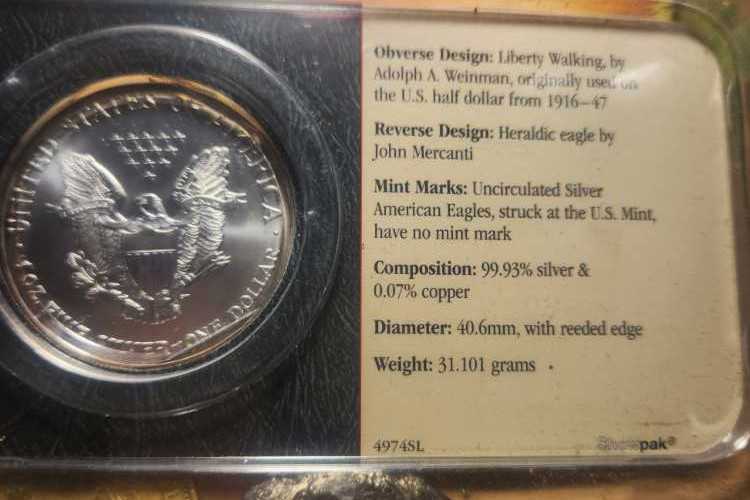 UNITED STATES OF AMERICA
1 OZ. FINE SILVER–ONE DOLLAR
Obverse Design: Liberty Walking, by
Adolph A. Weinman, originally used on
the U.S. half dollar from 1916–47
Reverse Design: Heraldic eagle by
John Mercanti
Mint Marks: Uncirculated Silver
American Eagles, struck at the U.S. Mint,
have no mint mark
Composition: 99.93% silver &
0.07% copper
Diameter: 40.6mm, with reeded edge
Weight: 31.101 grams
4974SL
Showpak®